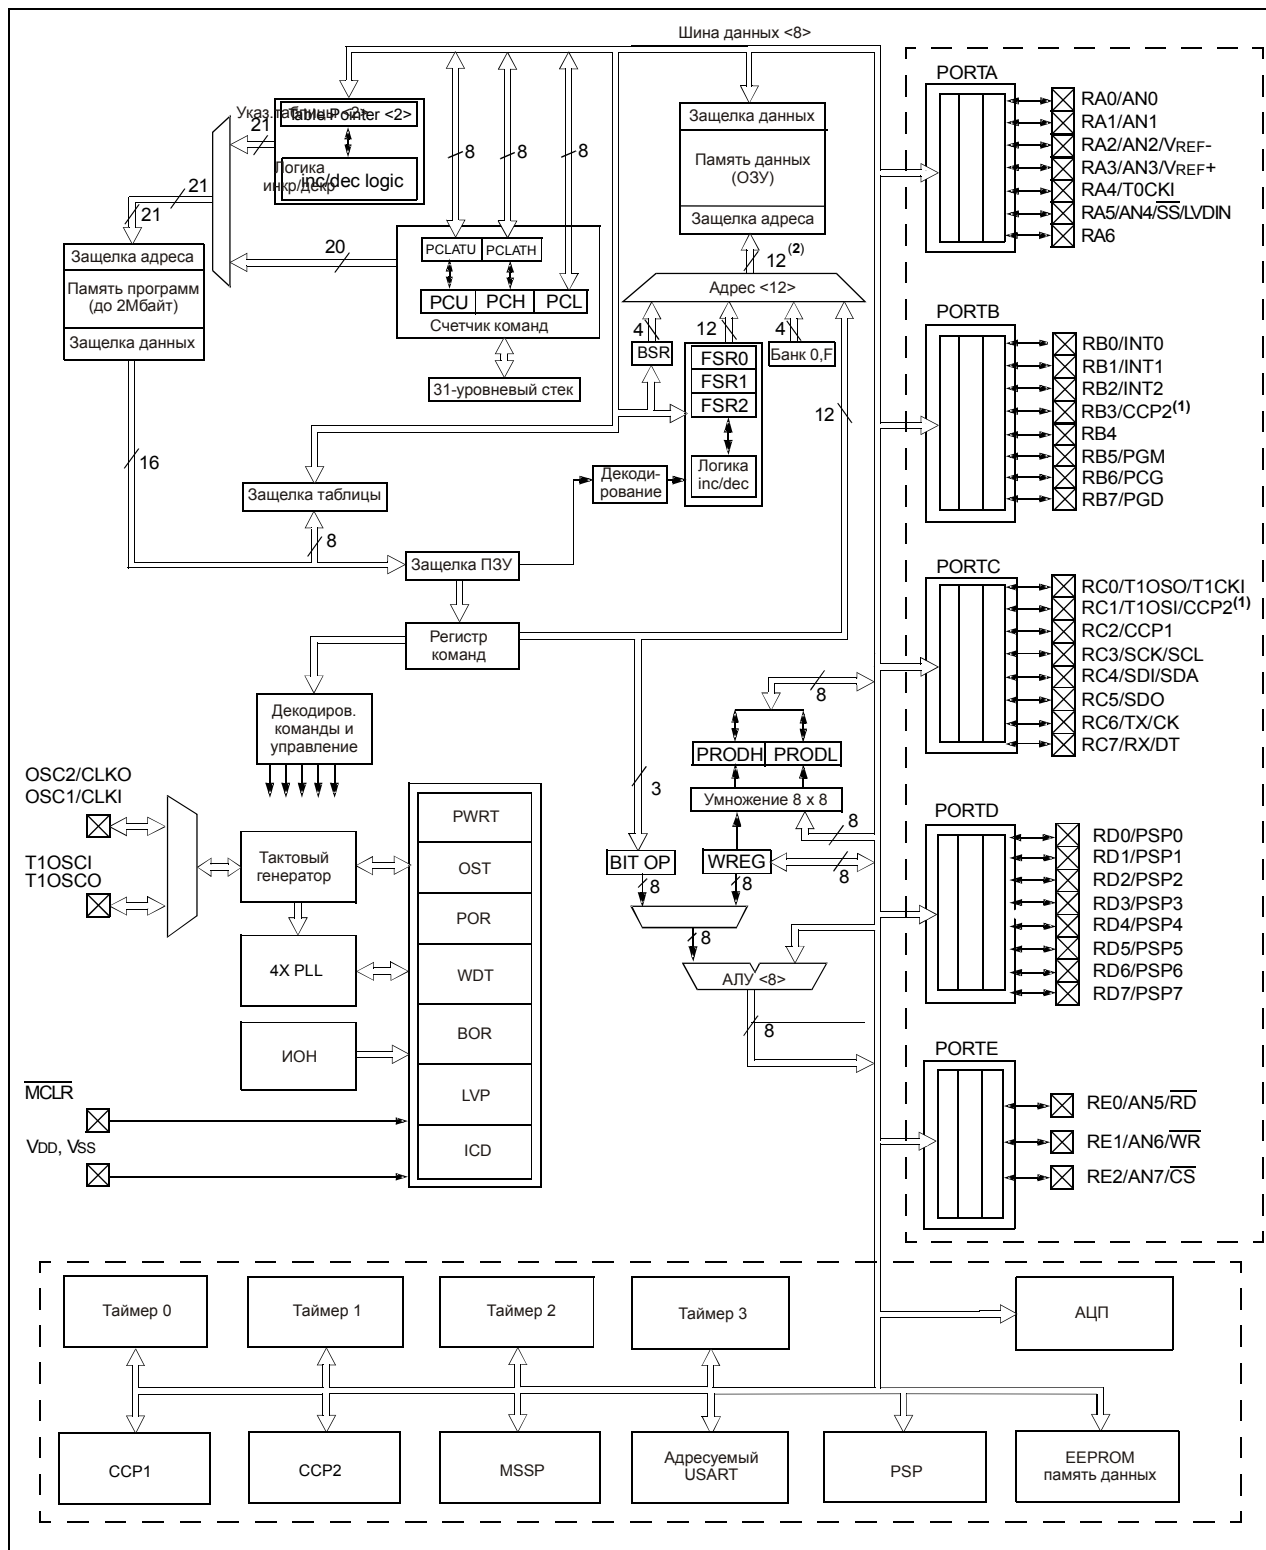 Шина данных <8>
Указ.таблицы <2>
Table Pointer <2>
21
8
8
8
Логика
инкр/декр
inc/dec logic
21
21
20
Защелка адреса
Память программ
(до 2Мбайт)
Защелка данных
PCLATU
PCLATH
PCU
PCH
PCL
Счетчик команд
31-уровневый стек
Защелка данных
Память данных
(ОЗУ)
Защелка адреса
12(2)
Адрес <12>
4
12
4
BSR
Банк 0,F
FSR0
FSR1
FSR2
12
Логика
inc/dec
Декоди-
рование
16
Защелка таблицы
8
Защелка ПЗУ
Регистр
команд
Декодиров.
команды и
управление
8
PRODH
PRODL
3
Умножение 8 x 8
8
BIT OP
WREG
8
8
8
8
АЛУ <8>
8
OSC2/CLKO
OSC1/CLKI
T1OSCI
T1OSCO
Тактовый
генератор
4X PLL
ИОН
MCLR
VDD, VSS
PWRT
OST
POR
WDT
BOR
LVP
ICD
PORTA
RA0/AN0
RA1/AN1
RA2/AN2/VREF-
RA3/AN3/VREF+
RA4/T0CKI
RA5/AN4/SS/LVDIN
RA6
PORTB
RB0/INT0
RB1/INT1
RB2/INT2
RB3/CCP2(1)
RB4
RB5/PGM
RB6/PCG
RB7/PGD
PORTC
RC0/T1OSO/T1CKI
RC1/T1OSI/CCP2(1)
RC2/CCP1
RC3/SCK/SCL
RC4/SDI/SDA
RC5/SDO
RC6/TX/CK
RC7/RX/DT
PORTD
RD0/PSP0
RD1/PSP1
RD2/PSP2
RD3/PSP3
RD4/PSP4
RD5/PSP5
RD6/PSP6
RD7/PSP7
PORTE
RE0/AN5/RD
RE1/AN6/WR
RE2/AN7/CS
Таймер 0
Таймер 1
Таймер 2
Таймер 3
АЦП
CCP1
CCP2
MSSP
Адресуемый
USART
PSP
EEPROM
память данных